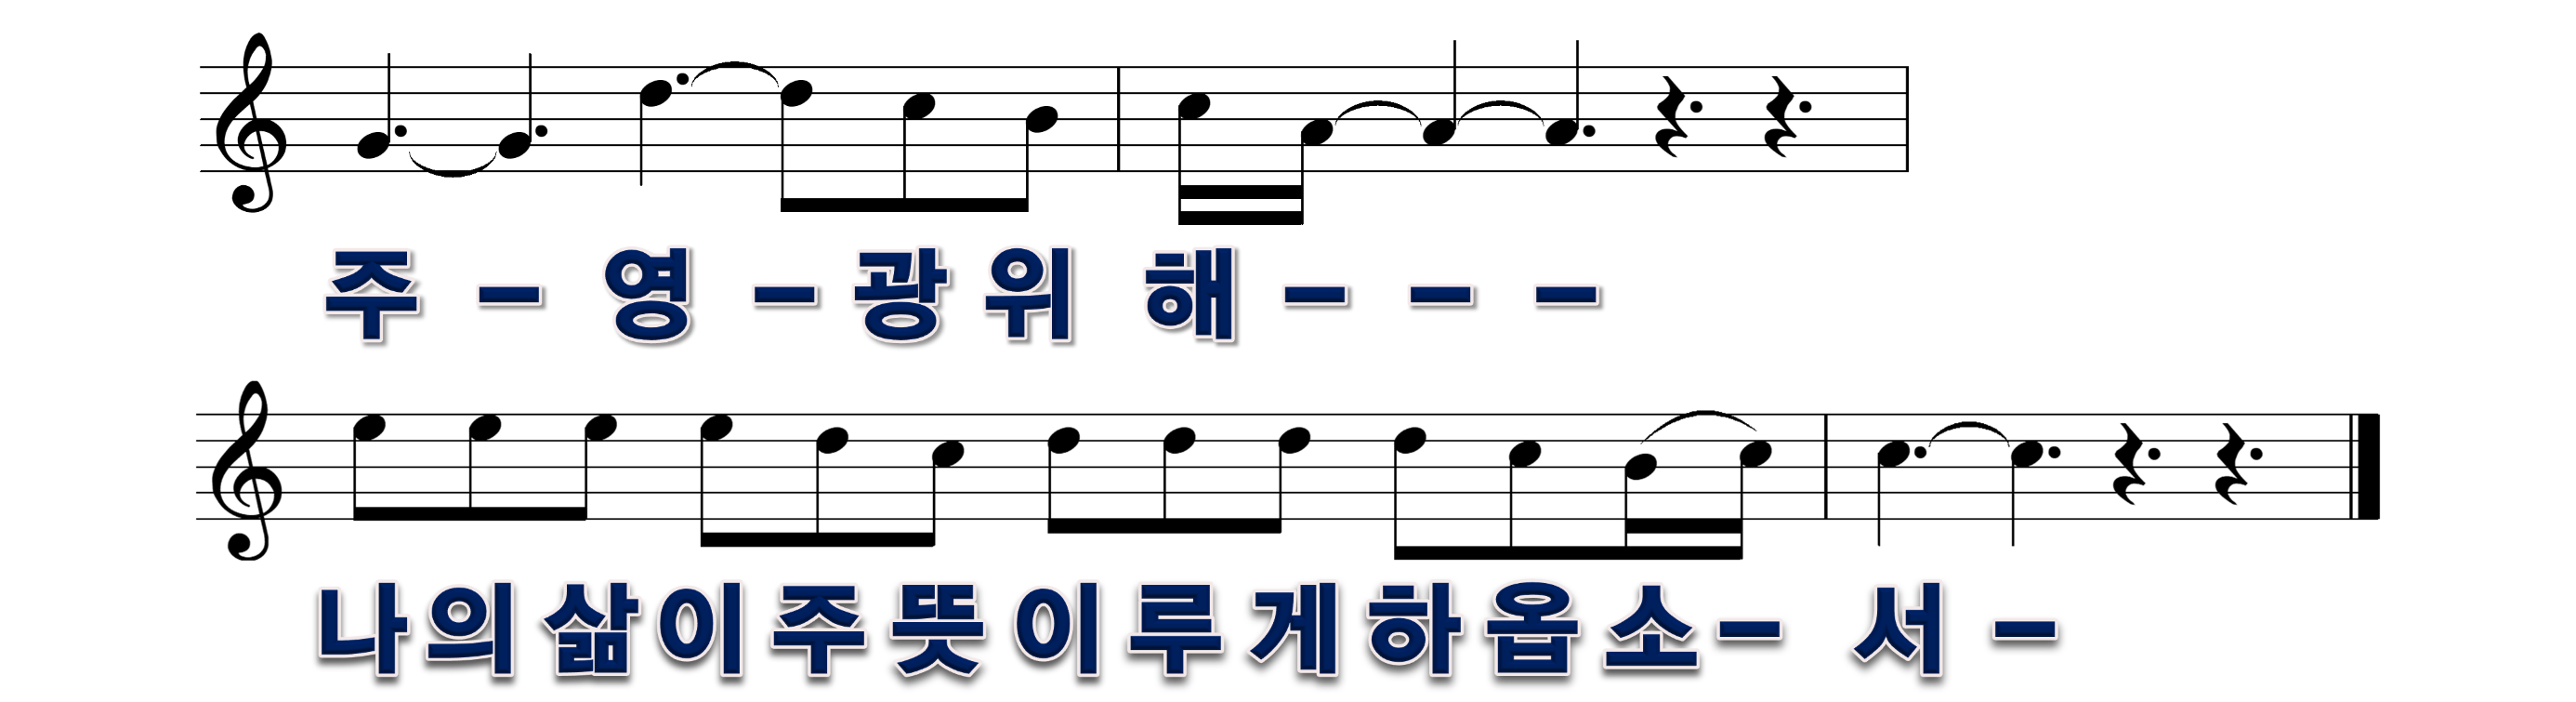 주 - 영 - 광 위 해 - - -
나의삶이주뜻이루게하옵소- 서 -